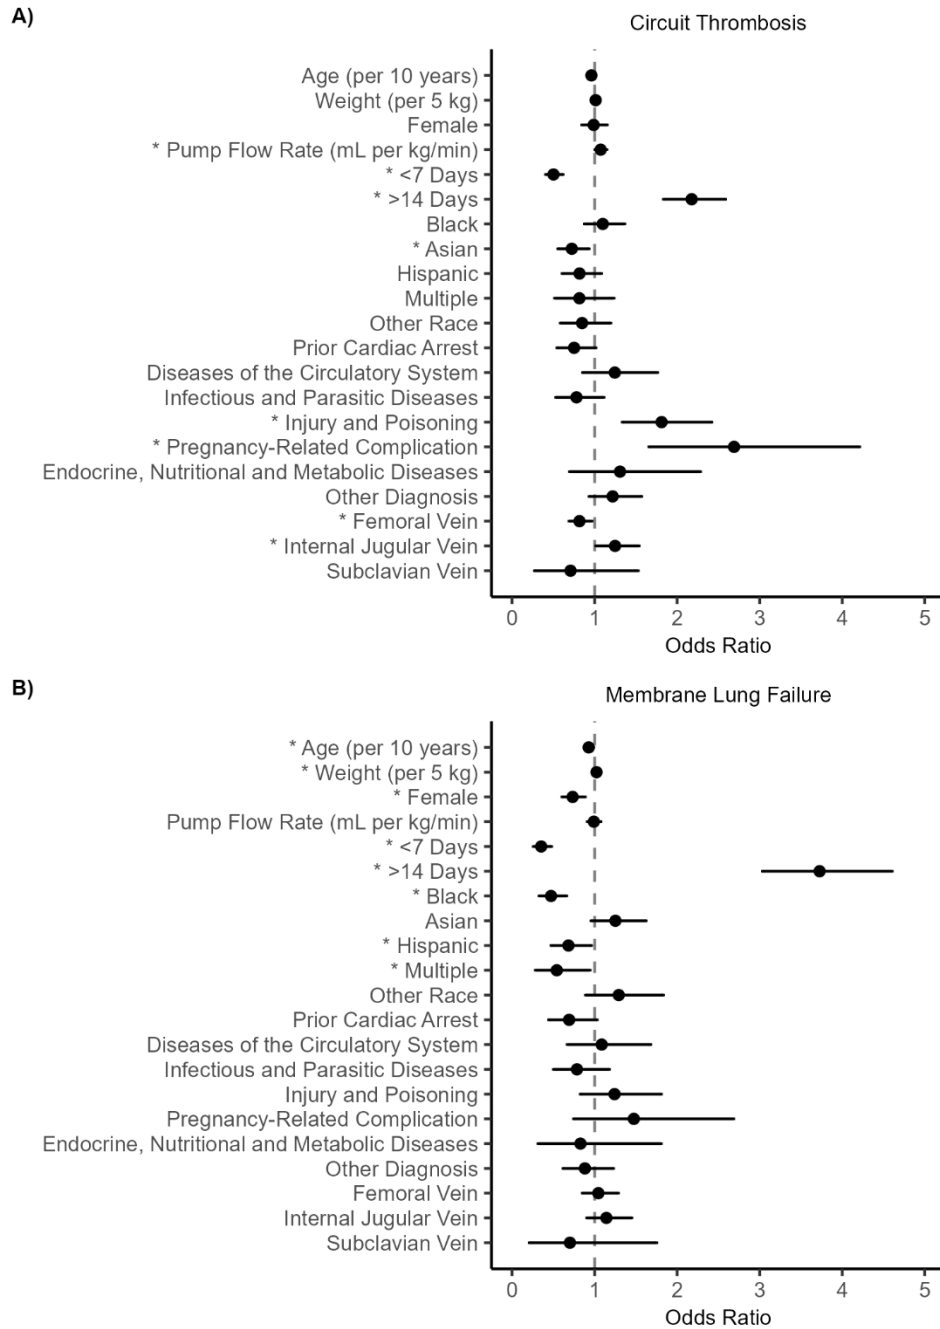 A)
Circuit Thrombosis
Age (per 10 years)
Weight (per 5 kg)
Female
* Pump Flow Rate (mL per kg/min)
* <7 Days
* >14 Days
Black
* Asian
Hispanic
Multiple
Other Race
Prior Cardiac Arrest
Diseases of the Circulatory System
Infectious and Parasitic Diseases
* Injury and Poisoning
* Pregnancy-Related Complication
Endocrine, Nutritional and Metabolic Diseases
Other Diagnosis
* Femoral Vein
* Internal Jugular Vein
Subclavian Vein
0 1 2 3 4 5
Odds Ratio
B)
Membrane Lung Failure
* Age (per 10 years)
* Weight (per 5 kg)
* Female
Pump Flow Rate (mL per kg/min)
* <7 Days
* >14 Days
* Black
Asian
* Hispanic
* Multiple
Other Race
Prior Cardiac Arrest
Diseases of the Circulatory System
Infectious and Parasitic Diseases
Injury and Poisoning
Pregnancy-Related Complication
Endocrine, Nutritional and Metabolic Diseases
Other Diagnosis
Femoral Vein
Internal Jugular Vein
Subclavian Vein
0 1 2 3 4 5
Odds Ratio